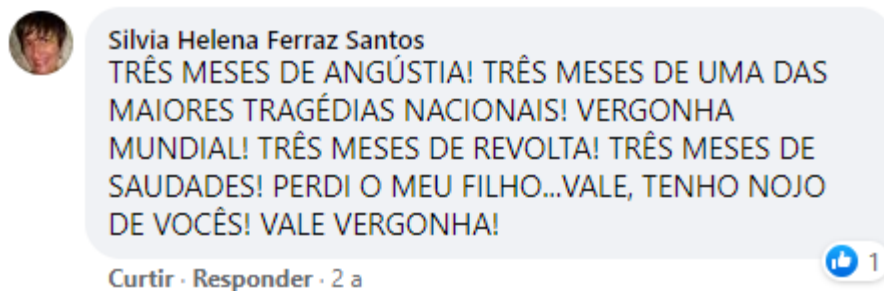 Silvia Helena Ferraz Santos
TRÊS MESES DE ANGÚSTIA! TRÊS MESES DE UMA DAS
MAIORES TRAGÉDIAS NACIONAIS! VERGONHA
MUNDIAL! TRÊS MESES DE REVOLTA! TRÊS MESES DE
SAUDADES! PERDI O MEU FILHO...VALE, TENHO NOJO
DE VOCÊS! VALE VERGONHA!
1
Curtir · Responder · 2 a